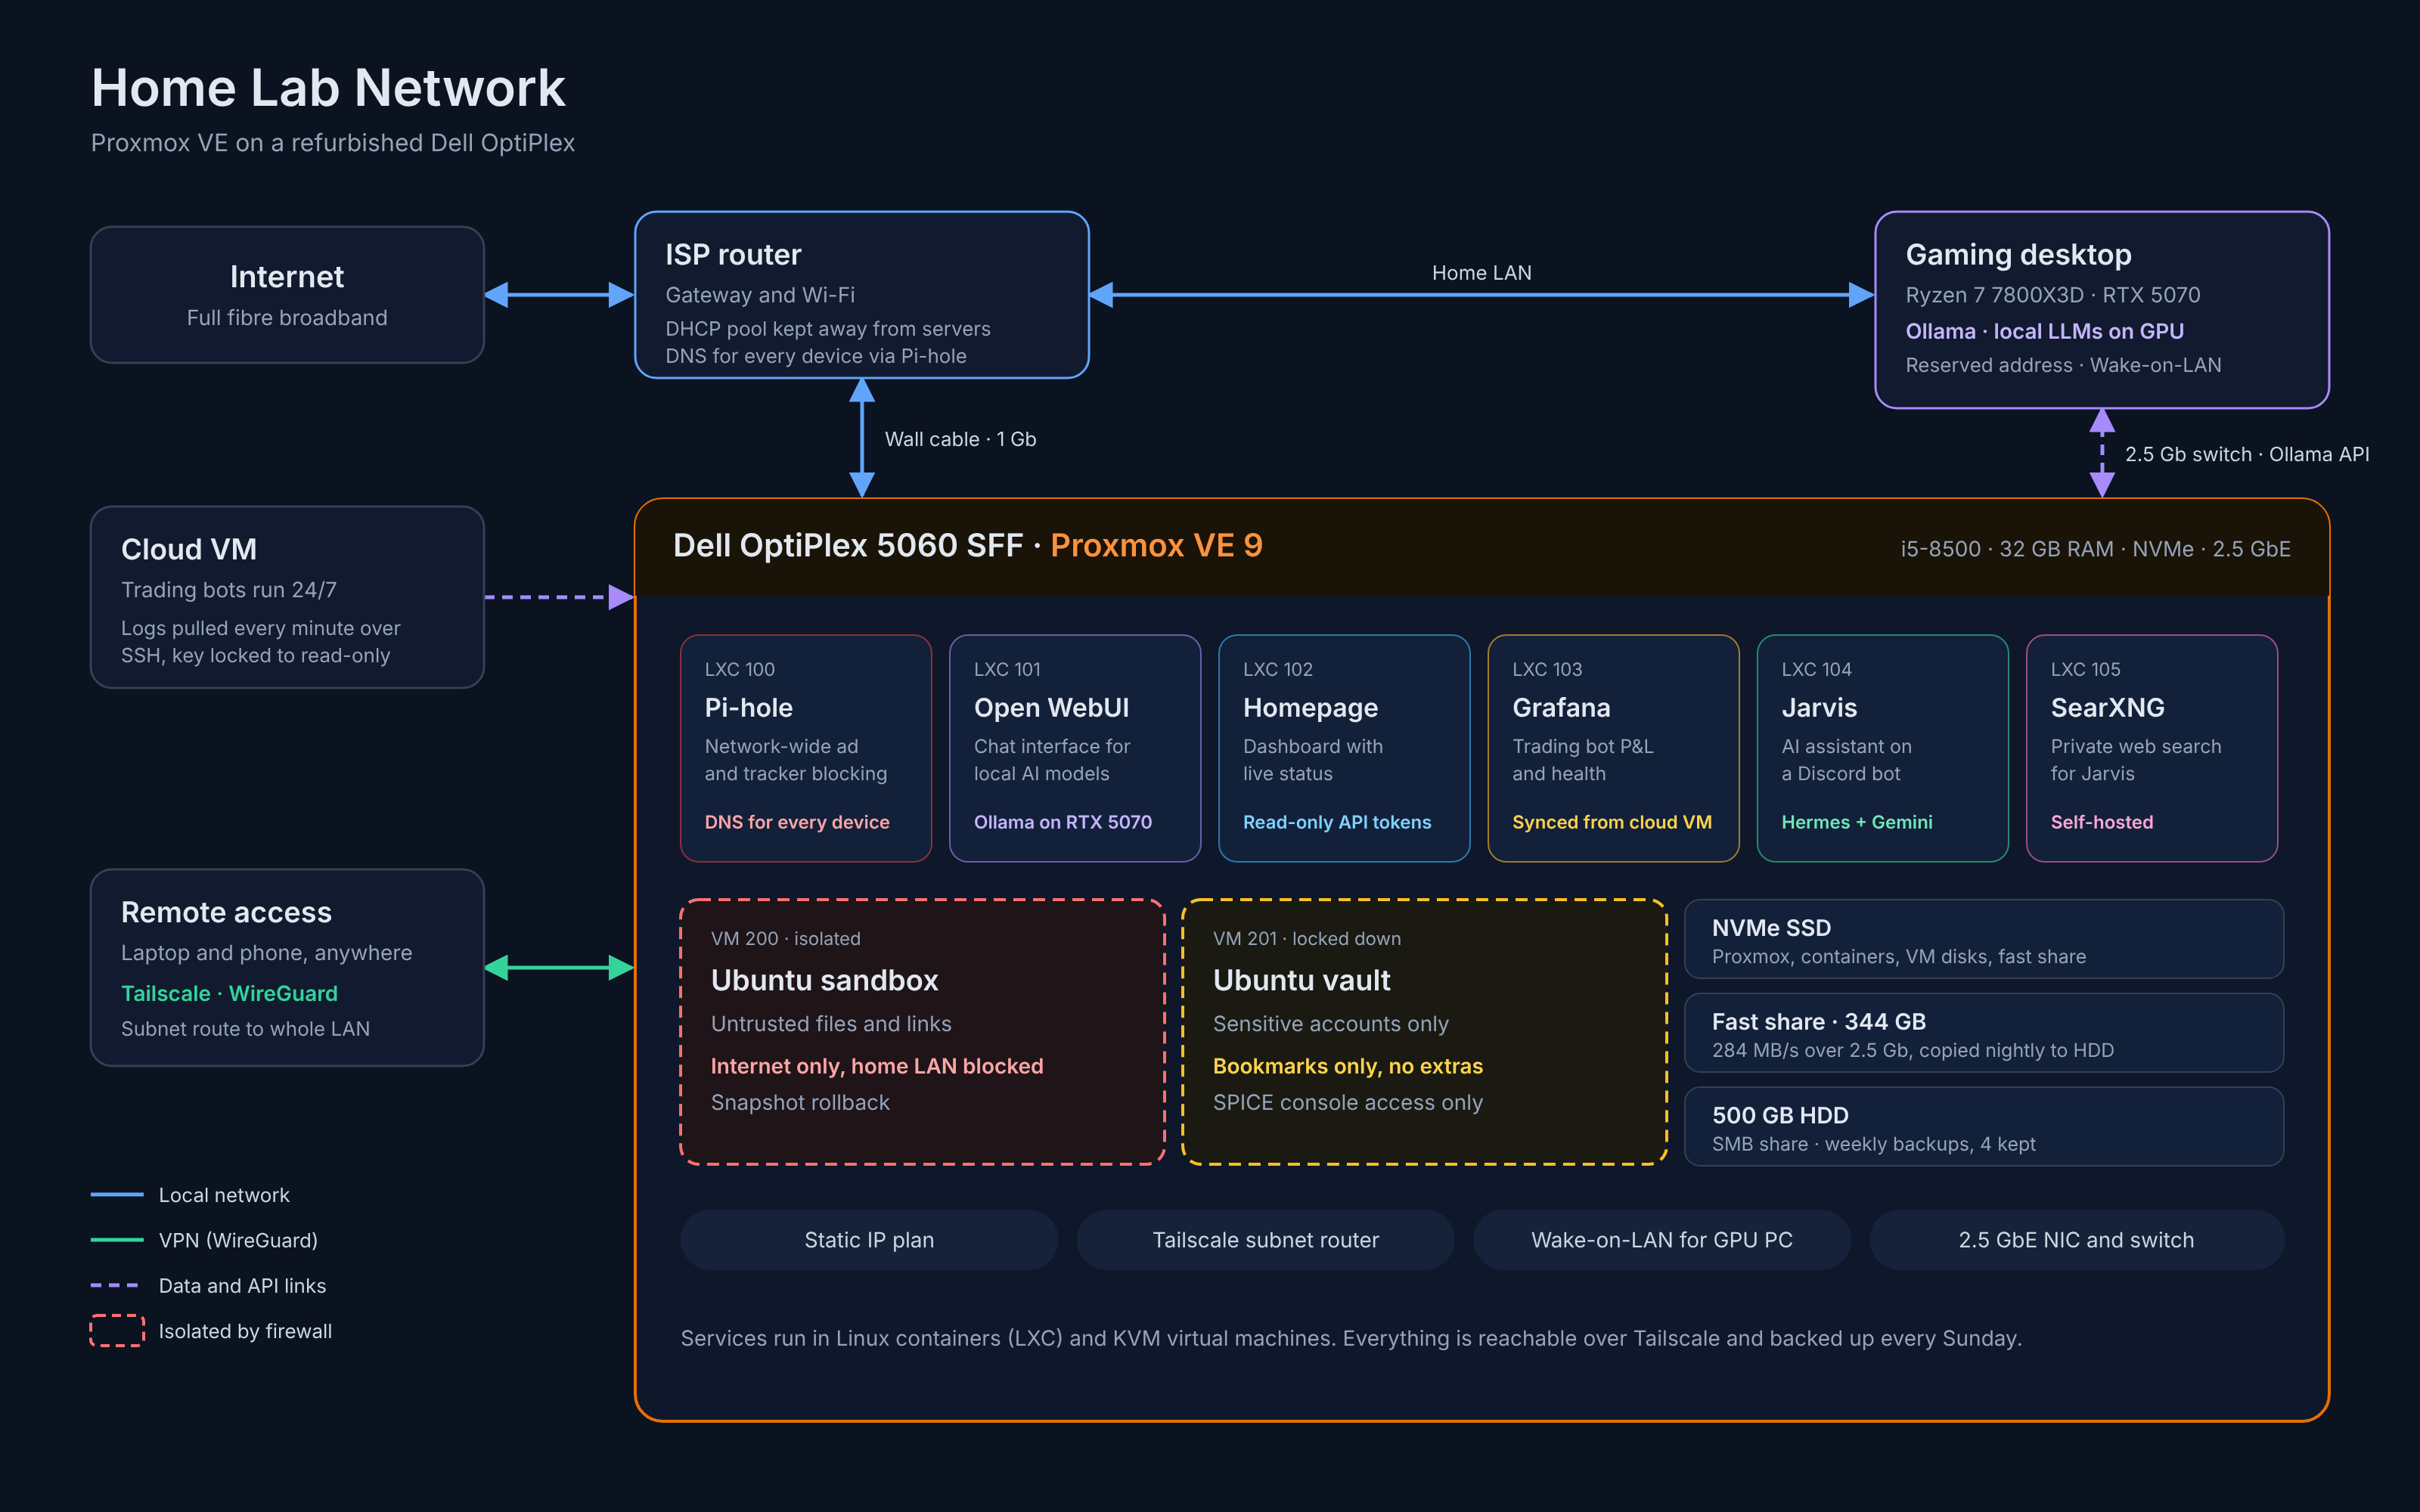 Home Lab Network
Proxmox VE on a refurbished Dell OptiPlex
Internet
Full fibre broadband
ISP router
Gateway and Wi-Fi
DHCP pool kept away from servers
DNS for every device via Pi-hole
Home LAN
Gaming desktop
Ryzen 7 7800X3D · RTX 5070
Ollama · local LLMs on GPU
Reserved address · Wake-on-LAN
Wall cable · 1 Gb
2.5 Gb switch · Ollama API
Cloud VM
Trading bots run 24/7
Logs pulled every minute over
SSH, key locked to read-only
Dell OptiPlex 5060 SFF · Proxmox VE 9
i5-8500 · 32 GB RAM · NVMe · 2.5 GbE
LXC 100
Pi-hole
Network-wide ad
and tracker blocking
DNS for every device
LXC 101
Open WebUI
Chat interface for
local AI models
Ollama on RTX 5070
LXC 102
Homepage
Dashboard with
live status
Read-only API tokens
LXC 103
Grafana
Trading bot P&L
and health
Synced from cloud VM
LXC 104
Jarvis
AI assistant on
a Discord bot
Hermes + Gemini
LXC 105
SearXNG
Private web search
for Jarvis
Self-hosted
Remote access
Laptop and phone, anywhere
Tailscale · WireGuard
Subnet route to whole LAN
VM 200 · isolated
Ubuntu sandbox
Untrusted files and links
Internet only, home LAN blocked
Snapshot rollback
VM 201 · locked down
Ubuntu vault
Sensitive accounts only
Bookmarks only, no extras
SPICE console access only
NVMe SSD
Proxmox, containers, VM disks, fast share
Fast share · 344 GB
284 MB/s over 2.5 Gb, copied nightly to HDD
500 GB HDD
SMB share · weekly backups, 4 kept
Local network
VPN (WireGuard)
Data and API links
Isolated by firewall
Static IP plan
Tailscale subnet router
Wake-on-LAN for GPU PC
2.5 GbE NIC and switch
Services run in Linux containers (LXC) and KVM virtual machines. Everything is reachable over Tailscale and backed up every Sunday.